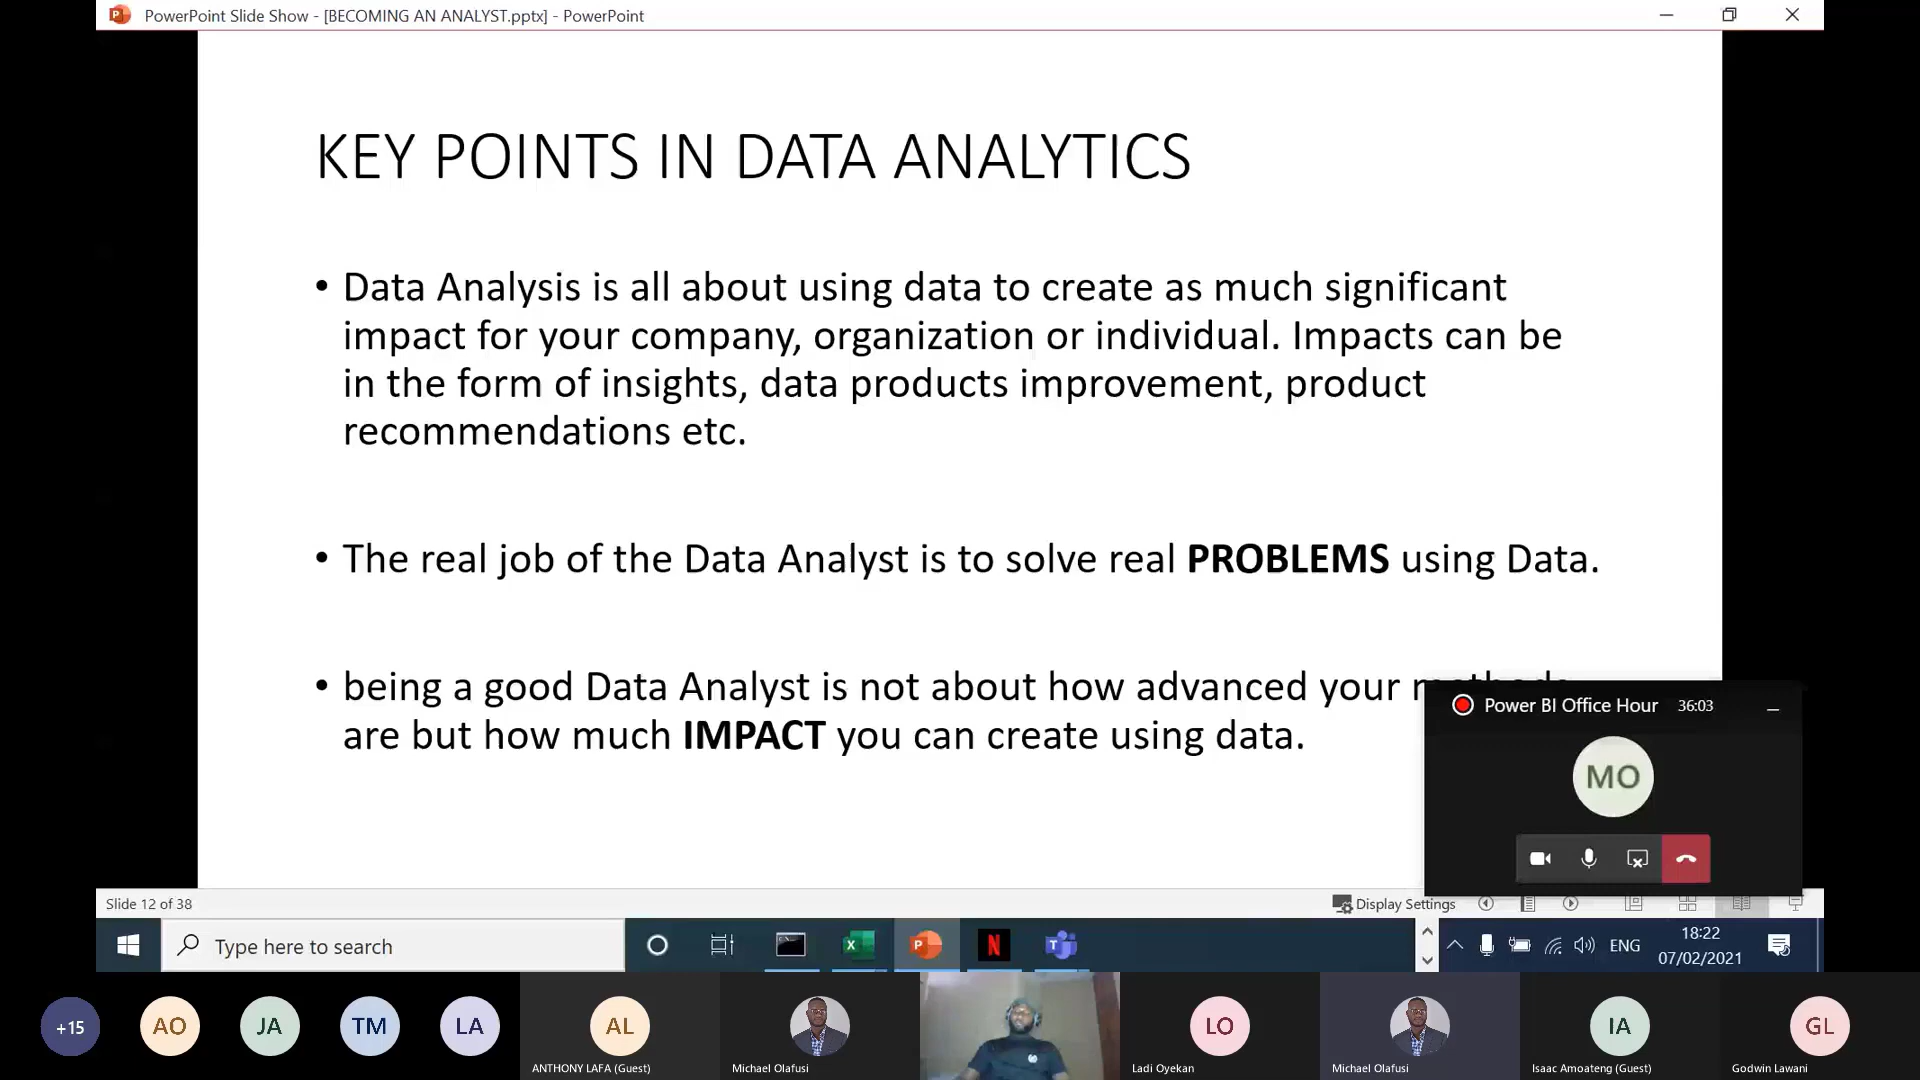 PowerPoint Slide Show - [BECOMING AN ANALYST.pptx] - PowerPoint
KEY POINTS IN DATA ANALYTICS
• Data Analysis is all about using data to create as much significant
impact for your company, organization or individual. Impacts can be
in the form of insights, data products improvement, product
recommendations etc.
• The real job of the Data Analyst is to solve real PROBLEMS using Data.
• being a good Data Analyst is not about how advanced your
are but how much IMPACT you can create using data.
Power BI Office Hour 36:03
MO
Slide 12 of 38
Display Settings
Type here to search
ENG
18:22
07/02/2021
+15
AO
JA
TM
LA
AL
LO
IA
GL
ANTHONY LAFA (Guest)
Michael Olafusi
Ladi Oyekan
Michael Olafusi
Isaac Amoateng (Guest)
Godwin Lawani